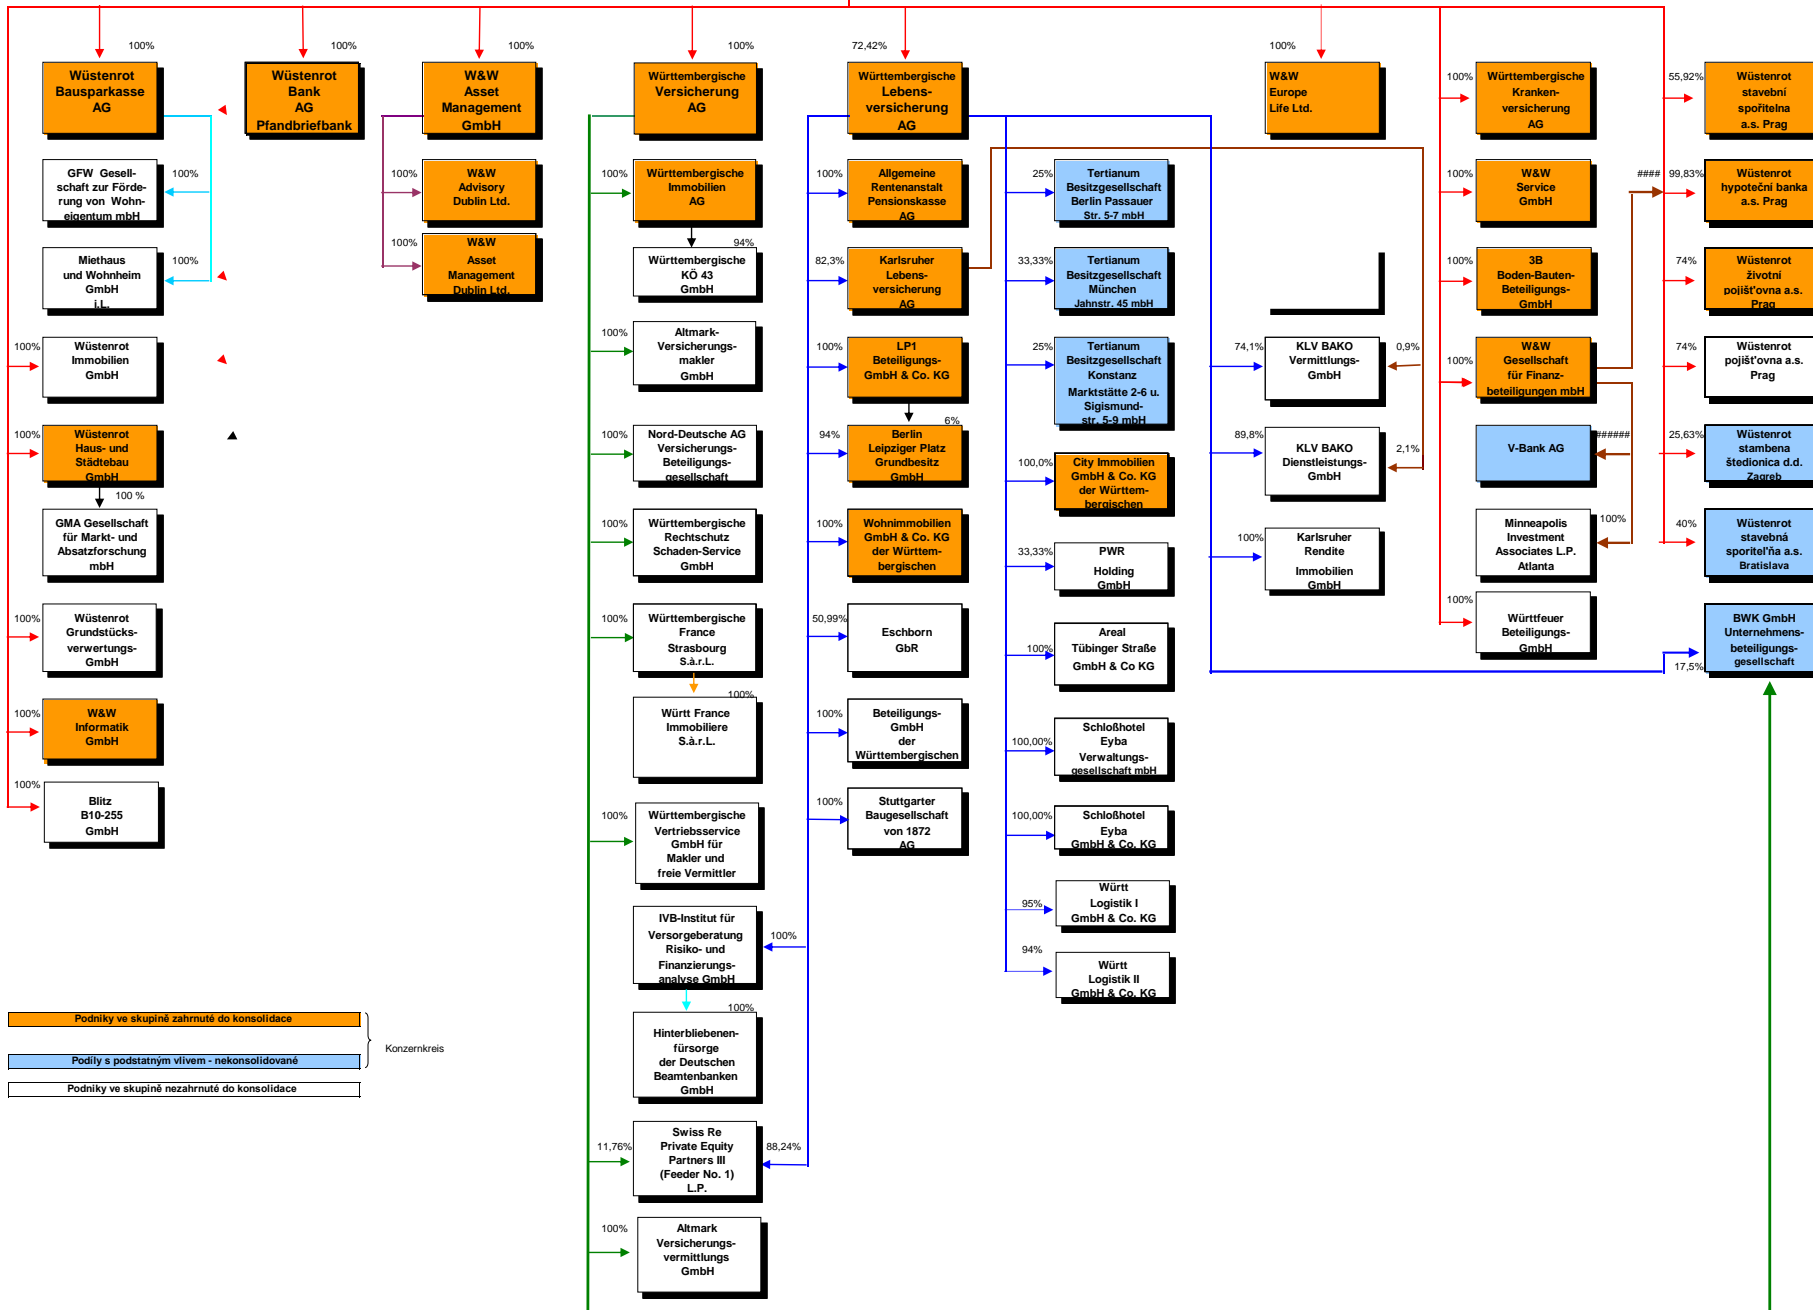 100%
Wüstenrot
Bausparkasse
AG
100%
Wüstenrot
Bank
AG
Pfandbriefbank
100%
W&W
Asset
Management
GmbH
100%
Württembergische
Versicherung
AG
72,42%
Württembergische
Lebens-
versicherung
AG
100%
W&W
Europe
Life Ltd.
100%
Württembergische
Kranken-
versicherung
AG
55,92%
Wüstenrot
stavební
spořitelna
a.s. Prag
100%
GFW Gesell-
schaft zur Förde-
rung von Wohn-
eigentum mbH
100%
Miethaus
und Wohnheim
GmbH
i.L.
100%
Wüstenrot
Immobilien
GmbH
100%
Wüstenrot
Haus- und
Städtebau
GmbH
100 %
GMA Gesellschaft
für Markt- und
Absatzforschung
mbH
100%
Wüstenrot
Grundstücks-
verwertungs-
GmbH
100%
W&W
Informatik
GmbH
100%
Blitz
B10-255
GmbH
100%
W&W
Advisory
Dublin Ltd.
100%
W&W
Asset
Management
Dublin Ltd.
100%
Württembergische
Immobilien
AG
94%
Württembergische
KÖ 43
GmbH
100%
Altmark-
Versicherungs-
makler
GmbH
100%
Nord-Deutsche AG
Versicherungs-
Beteiligungs-
gesellschaft
100%
Württembergische
Rechtschutz
Schaden-Service
GmbH
100%
Württembergische
France
Strasbourg
S.à.r.L.
100%
Württ France
Immobiliere
S.à.r.L.
100%
Württembergische
Vertriebsservice
GmbH für
Makler und
freie Vermittler
100%
IVB-Institut für
Versorgeberatung
Risiko- und
Finanzierungs-
analyse GmbH
100%
Hinterbliebenen-
fürsorge
der Deutschen
Beamtenbanken
GmbH
11,76%
88,24%
Swiss Re
Private Equity
Partners III
(Feeder No. 1)
L.P.
100%
Altmark
Versicherungs-
vermittlungs
GmbH
100%
Allgemeine
Rentenanstalt
Pensionskasse
AG
82,3%
Karlsruher
Lebens-
versicherung
AG
100%
LP1
Beteiligungs-
GmbH & Co. KG
6%
94%
Berlin
Leipziger Platz
Grundbesitz
GmbH
100%
Wohnimmobilien
GmbH & Co. KG
der Württem-
bergischen
50,99%
Eschborn
GbR
100%
Beteiligungs-
GmbH
der
Württembergischen
100%
Stuttgarter
Baugesellschaft
von 1872
AG
25%
Tertianum
Besitzgesellschaft
Berlin Passauer
Str. 5-7 mbH
33,33%
Tertianum
Besitzgesellschaft
München
Jahnstr. 45 mbH
25%
Tertianum
Besitzgesellschaft
Konstanz
Marktstätte 2-6 u.
Sigismund-
str. 5-9 mbH
100,0%
City Immobilien
GmbH & Co. KG
der Württem-
bergischen
33,33%
PWR
Holding
GmbH
100%
Areal
Tübinger Straße
GmbH & Co KG
100,00%
Schloßhotel
Eyba
Verwaltungs-
gesellschaft mbH
100,00%
Schloßhotel
Eyba
GmbH & Co. KG
95%
Württ
Logistik I
GmbH & Co. KG
94%
Württ
Logistik II
GmbH & Co. KG
74,1%
KLV BAKO
Vermittlungs-
GmbH
0,9%
89,8%
KLV BAKO
Dienstleistungs-
GmbH
2,1%
100%
Karlsruher
Rendite
Immobilien
GmbH
100%
W&W
Service
GmbH
100%
3B
Boden-Bauten-
Beteiligungs-
GmbH
100%
W&W
Gesellschaft
für Finanz-
beteiligungen mbH
V-Bank AG
######
Minneapolis
Investment
Associates L.P.
Atlanta
100%
100%
Württfeuer
Beteiligungs-
GmbH
####
99,83%
Wüstenrot
hypoteční banka
a.s. Prag
74%
Wüstenrot
životní
pojišt'ovna a.s.
Prag
74%
Wüstenrot
pojišt'ovna a.s.
Prag
25,63%
Wüstenrot
stambena
štedionica d.d.
Zagreb
40%
Wüstenrot
stavebná
sporitel'ňa a.s.
Bratislava
17,5%
BWK GmbH
Unternehmens-
beteiligungs-
gesellschaft
Podniky ve skupině zahrnuté do konsolidace
Podíly s podstatným vlivem - nekonsolidované
Konzernkreis
Podniky ve skupině nezahrnuté do konsolidace